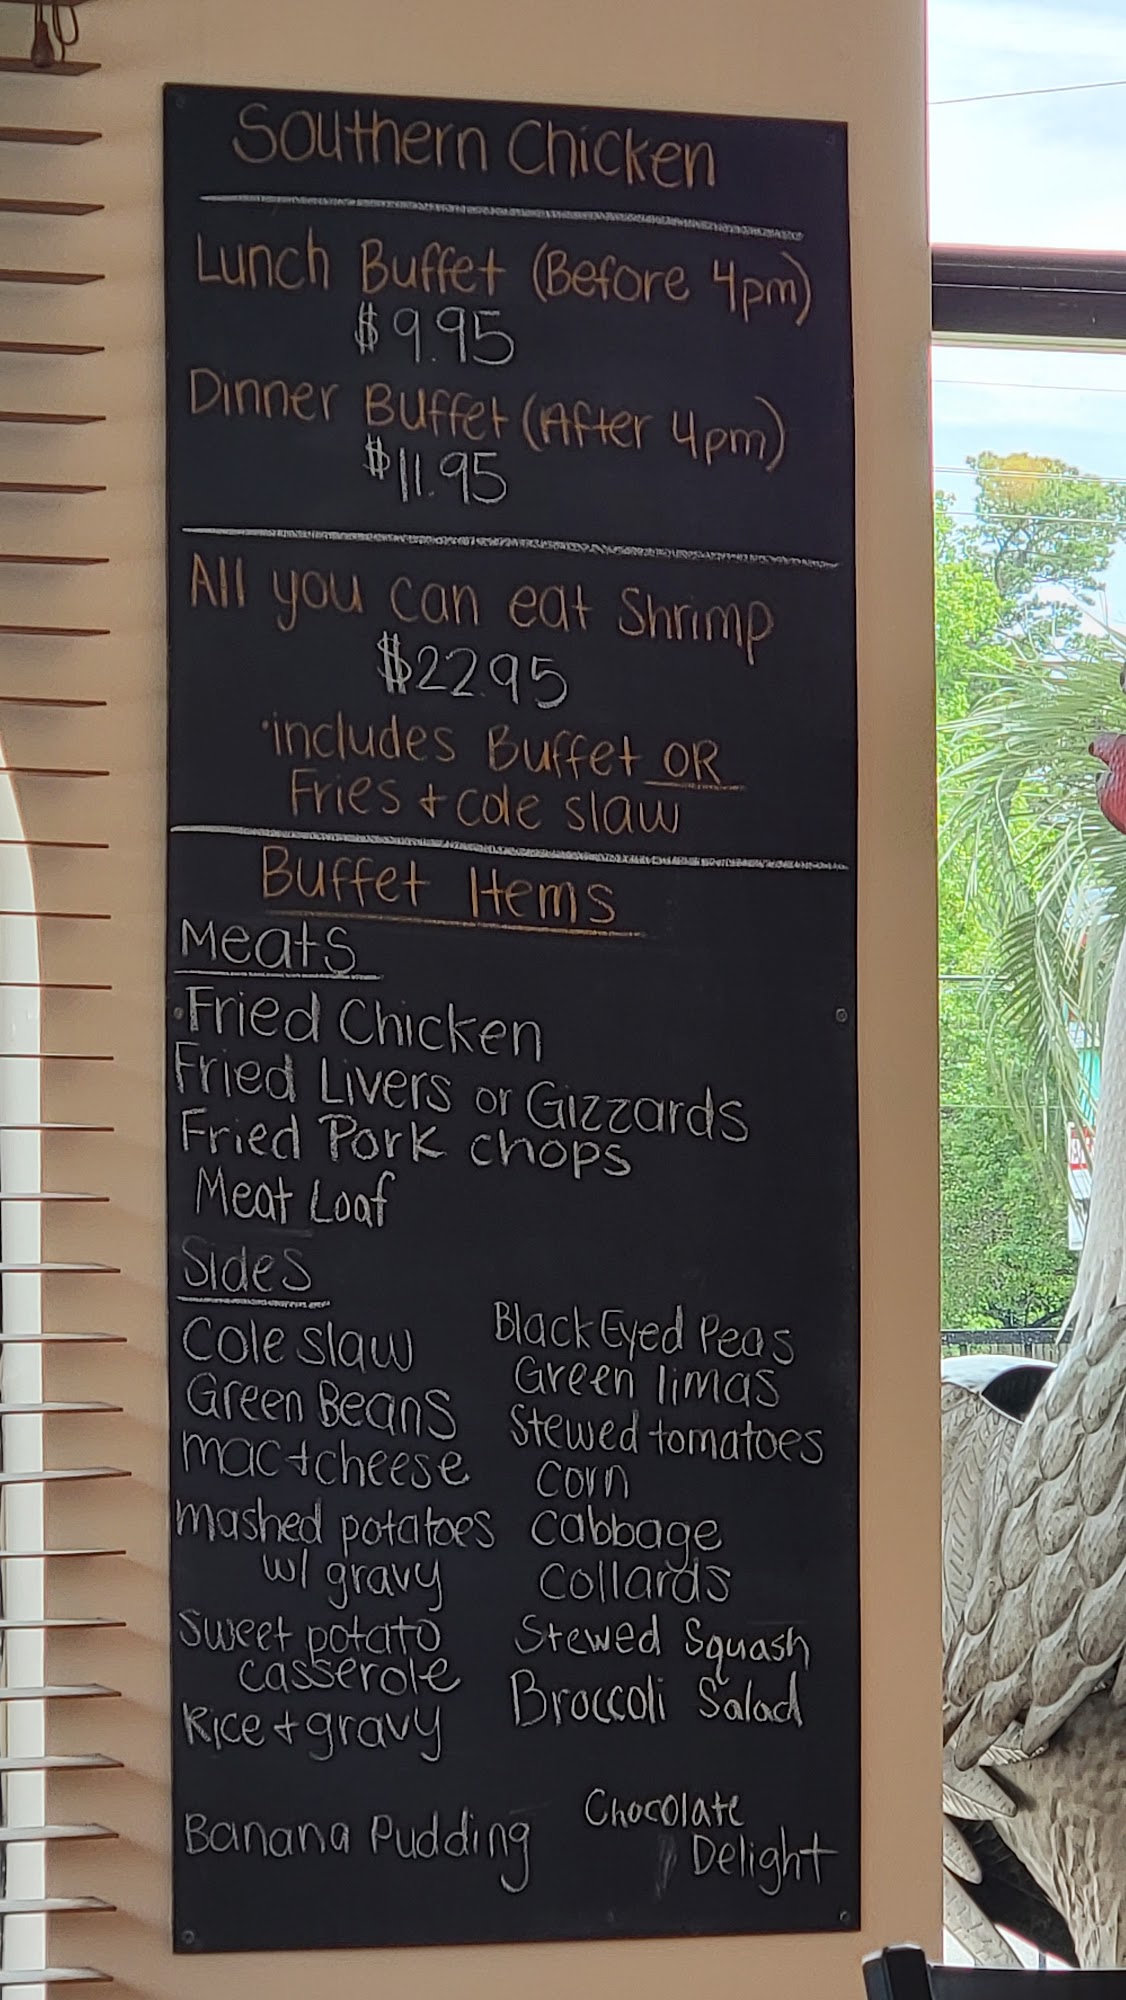 Southern Chicken
Lunch Buffet (Before 4pm)
$9.95
Dinner Buffet (After 4pm)
$11.95
All you can eat Shrimp
$22.95
·includes Buffet OR
Fries + cole slaw
Buffet Items
Meats
·Fried Chicken
Fried Livers or Gizzards
Fried Pork chops
Meat Loaf
Sides
Cole slaw
Green Beans
mac+cheese
mashed potatoes
w/ gravy
sweet potato
casserole
Rice + gravy
Black Eyed Peas
Green limas
Stewed tomatoes
corn
cabbage
collards
Stewed Squash
Broccoli Salad
Banana Pudding
Chocolate
Delight